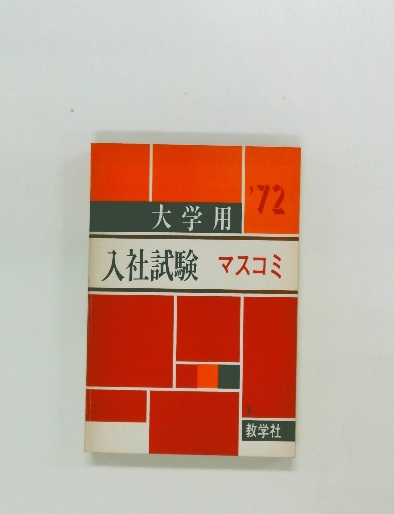 '72
大学用
入社試験 マスコミ
教学社